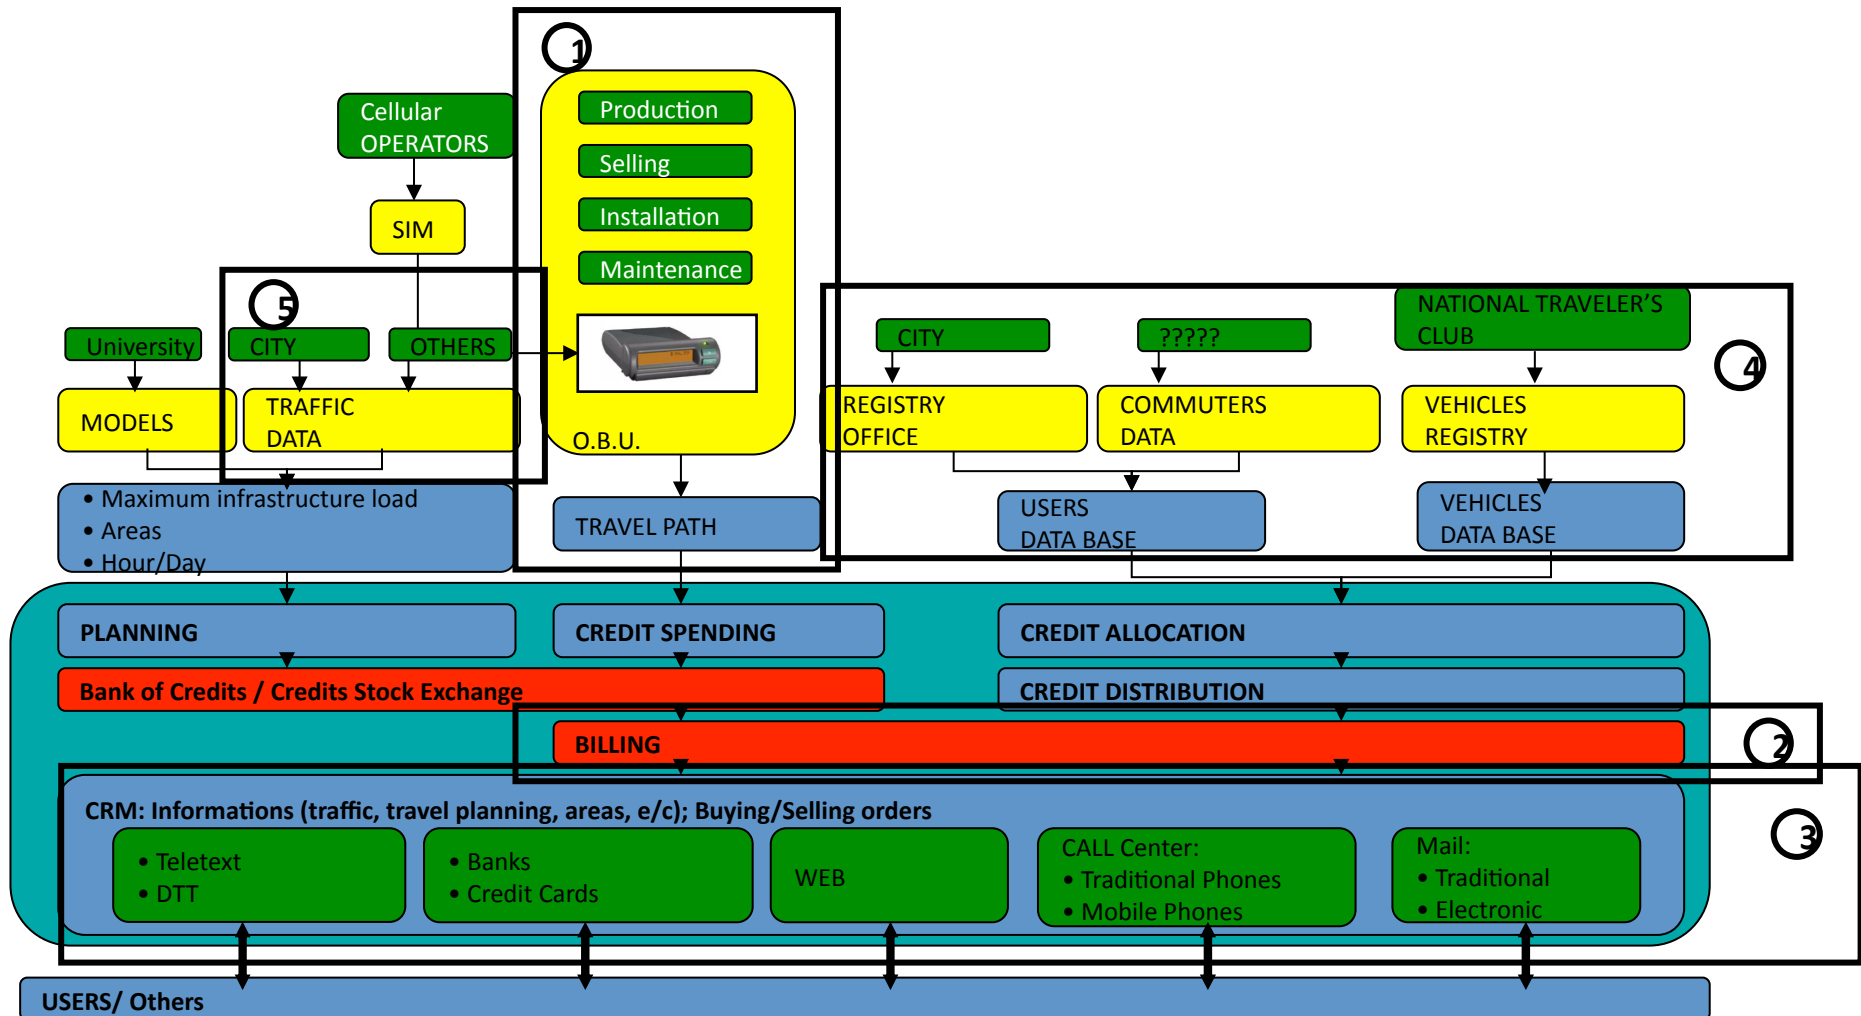 1
Production
Cellular
OPERATORS
Selling
SIM
Installation
Maintenance
5
NATIONAL TRAVELER'S
CLUB
University
CITY
OTHERS
CITY
?????
4
MODELS
TRAFFIC
DATA
O.B.U.
REGISTRY
OFFICE
COMMUTERS
DATA
VEHICLES
REGISTRY
• Maximum infrastructure load
• Areas
• Hour/Day
TRAVEL PATH
USERS
DATA BASE
VEHICLES
DATA BASE
PLANNING
CREDIT SPENDING
CREDIT ALLOCATION
Bank of Credits / Credits Stock Exchange
CREDIT DISTRIBUTION
BILLING
2
CRM: Informations (traffic, travel planning, areas, e/c); Buying/Selling orders
3
• Teletext
• DTT
• Banks
• Credit Cards
WEB
CALL Center:
• Traditional Phones
• Mobile Phones
Mail:
• Traditional
• Electronic
USERS/ Others